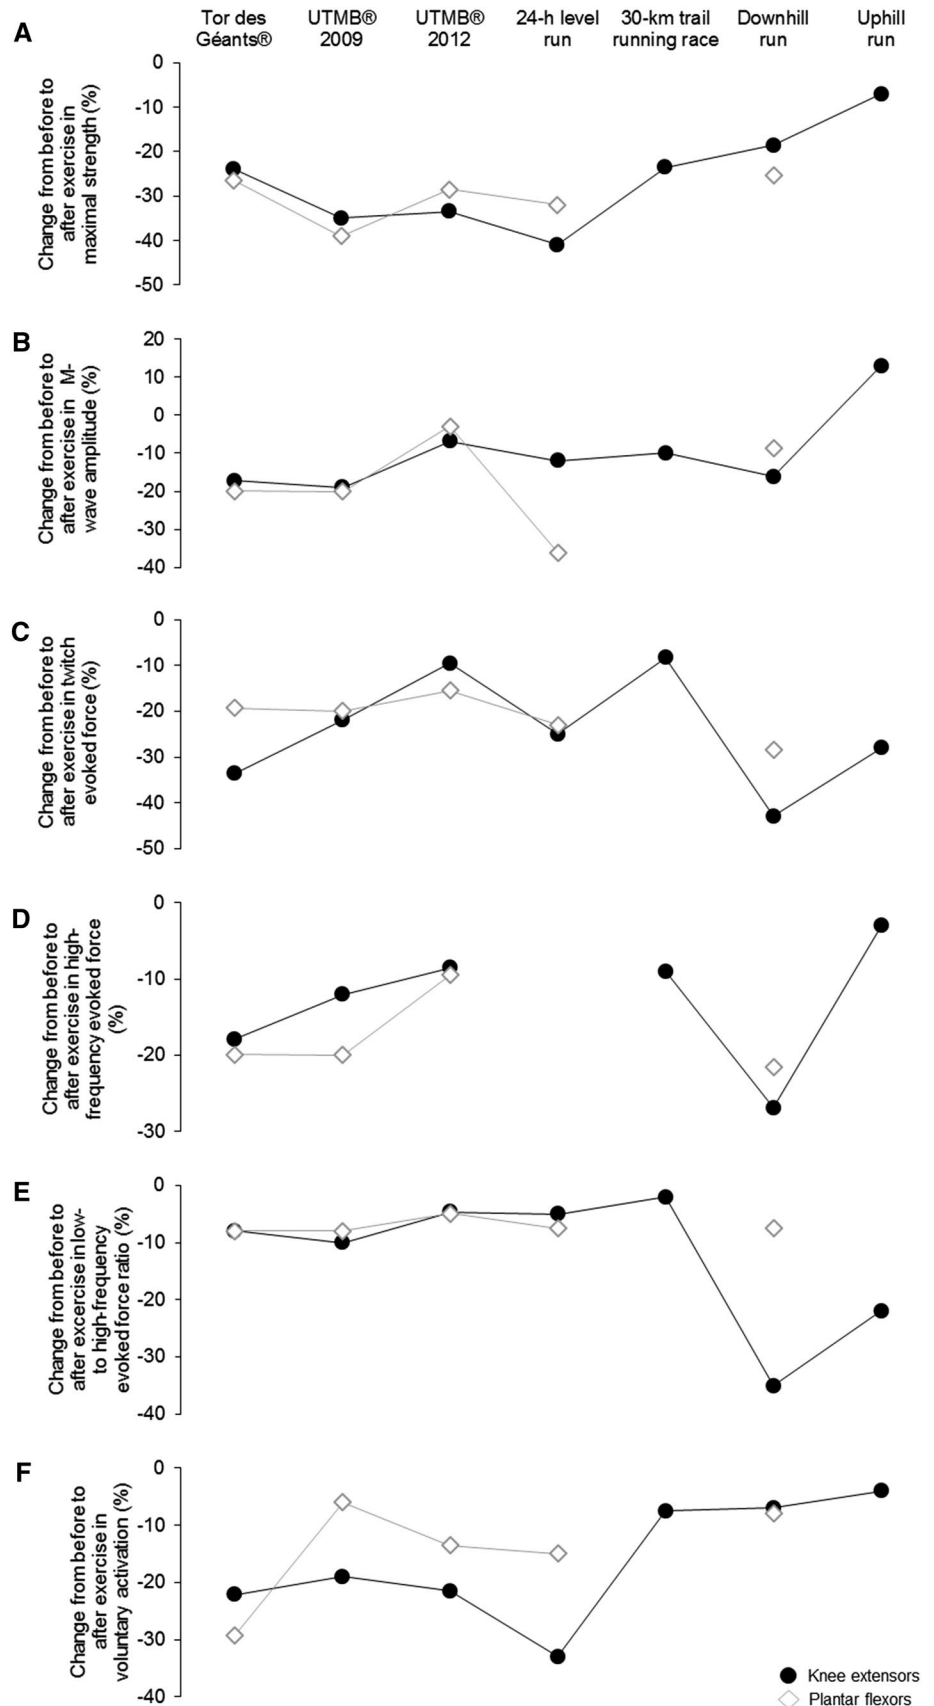 A
Tor des
Géants®
UTMB®
2009
UTMB®
2012
24-h level
run
30-km trail
running race
Downhill
run
Uphill
run
Change from before to
after exercise in
maximal strength (%)
0
-10
-20
-30
-40
-50
B
Change from before to
after exercise in M-
wave amplitude (%)
20
10
0
-10
-20
-30
-40
C
Change from before to
after exercise in twitch
evoked force (%)
0
-10
-20
-30
-40
-50
D
Change from before to
after exercise in high-
frequency evoked force
(%)
0
-10
-20
-30
E
Change from before to
after excercise in low-
to high-frequency
evoked force ratio (%)
0
-10
-20
-30
-40
F
Change from before to
after exercise in
voluntary activation (%)
0
-10
-20
-30
-40
Knee extensors
Plantar flexors